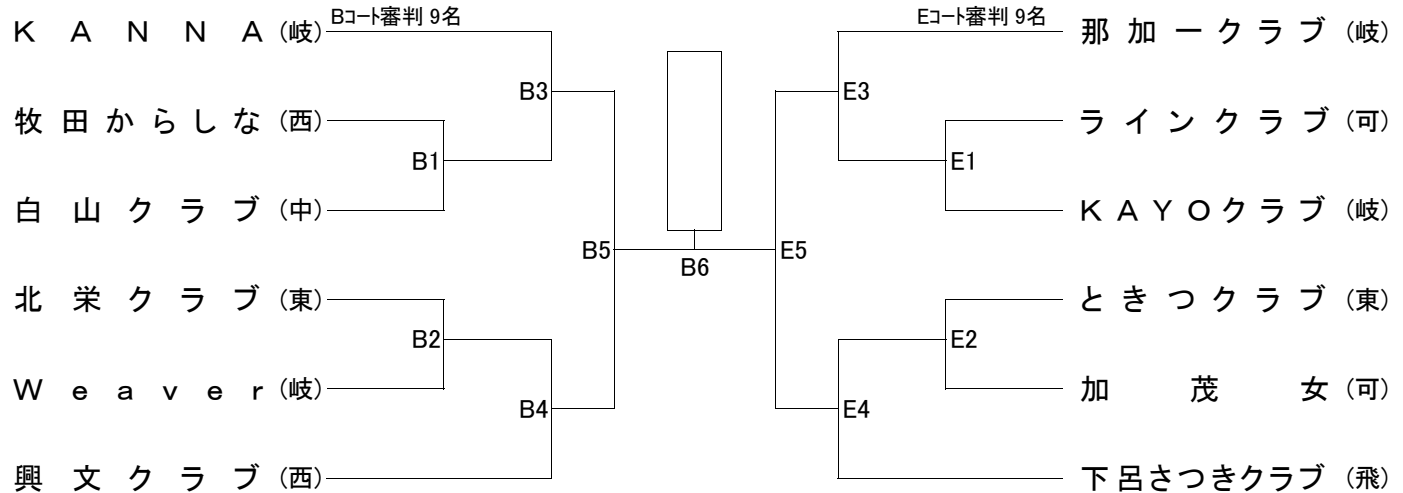 KANNA（岐） Bコート審判 9名 Eコート審判 9名 那加一クラブ（岐）
B3 E3
牧田からしな（西） ラインクラブ（可）
B1 E1
白山クラブ（中） KAYOクラブ（岐）
B5 B6 E5
北栄クラブ（東） ときつクラブ（東）
B2 E2
Weaver（岐） 加茂女（可）
B4 E4
興文クラブ（西） 下呂さつきクラブ（飛）